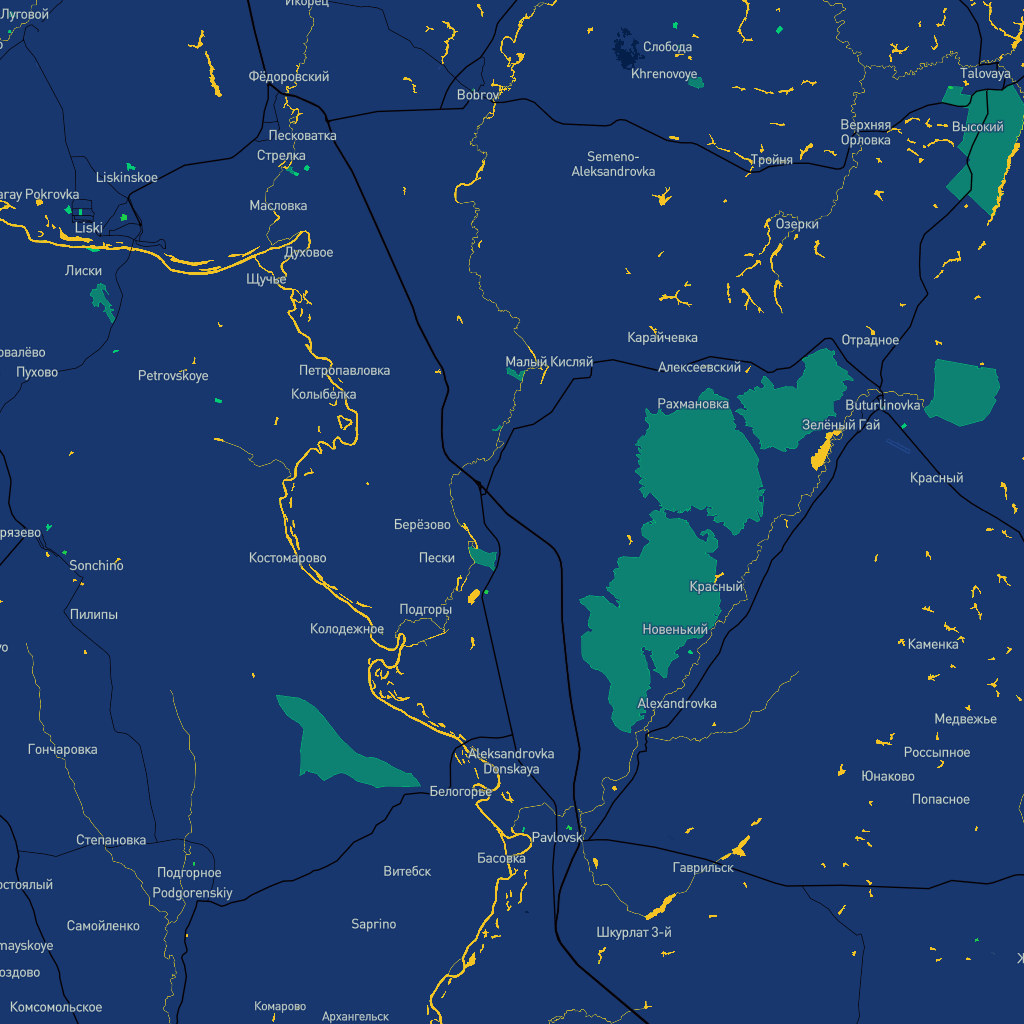 Икорец
Луговой
Слобода
Khrenovoye
Talovaya
Фёдоровский
Bobrov
Песковатка
Верхняя
Орловка
Высокий
Стрелка
Semeno-
Aleksandrovka
Тройня
Liskinskoe
aray Pokrovka
Масловка
Liski
Озерки
Духовое
Лиски
Щучье
Карайчевка
Отрадное
овалёво
Пухово
Petrovskoye
Петропавловка
Малый Кисляй
Алексеевский
Колыбелка
Рахмановка
Buturlinovka
Зелёный Гай
Красный
Берёзово
рязево
Sonchino
Костомарово
Пески
Красный
Пилипы
Подгоры
Колодежное
Новенький
Каменка
Alexandrovka
Медвежье
Гончаровка
Aleksandrovka
Donskaya
Россыпное
Юнаково
Белогорье
Попасное
Степановка
Pavlovsk
Басовка
Подгорное
Витебск
Гаврильск
остоялый
Podgorenskiy
Самойленко
Saprino
Шкурлат 3-й
mayskoye
оздово
Комсомольское
Комарово
Архангельск